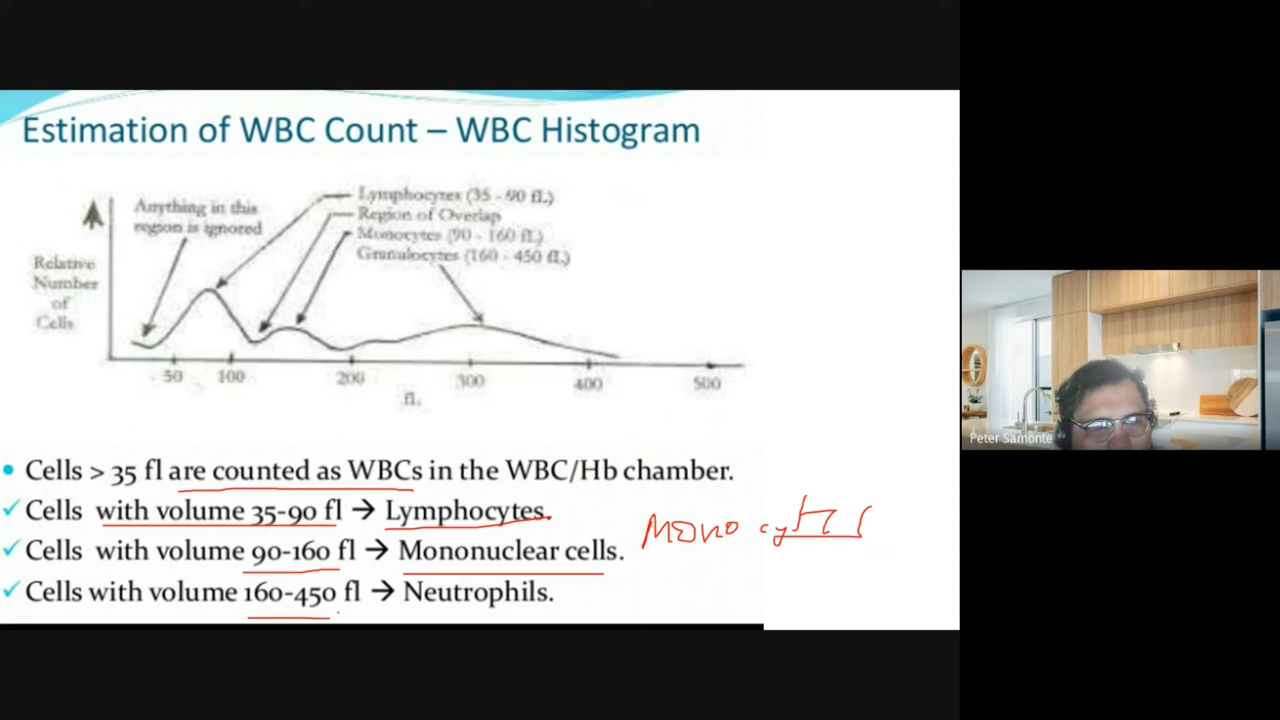 Estimation of WBC Count – WBC Histogram
Lymphocytes (35 - 90 fL)
Anything in this
region is ignored
Region of Overlap
Monocytes (90 - 160 fL)
Granulocytes (160 - 450 fL)
Relative
Number
of
Cells
50 100 200 300 400 500
fL
• Cells > 35 fl are counted as WBCs in the WBC/Hb chamber.
✓ Cells with volume 35-90 fl → Lymphocytes.
✓ Cells with volume 90-160 fl → Mononuclear cells.
Monocytes
✓ Cells with volume 160-450 fl → Neutrophils.
Peter Samonte